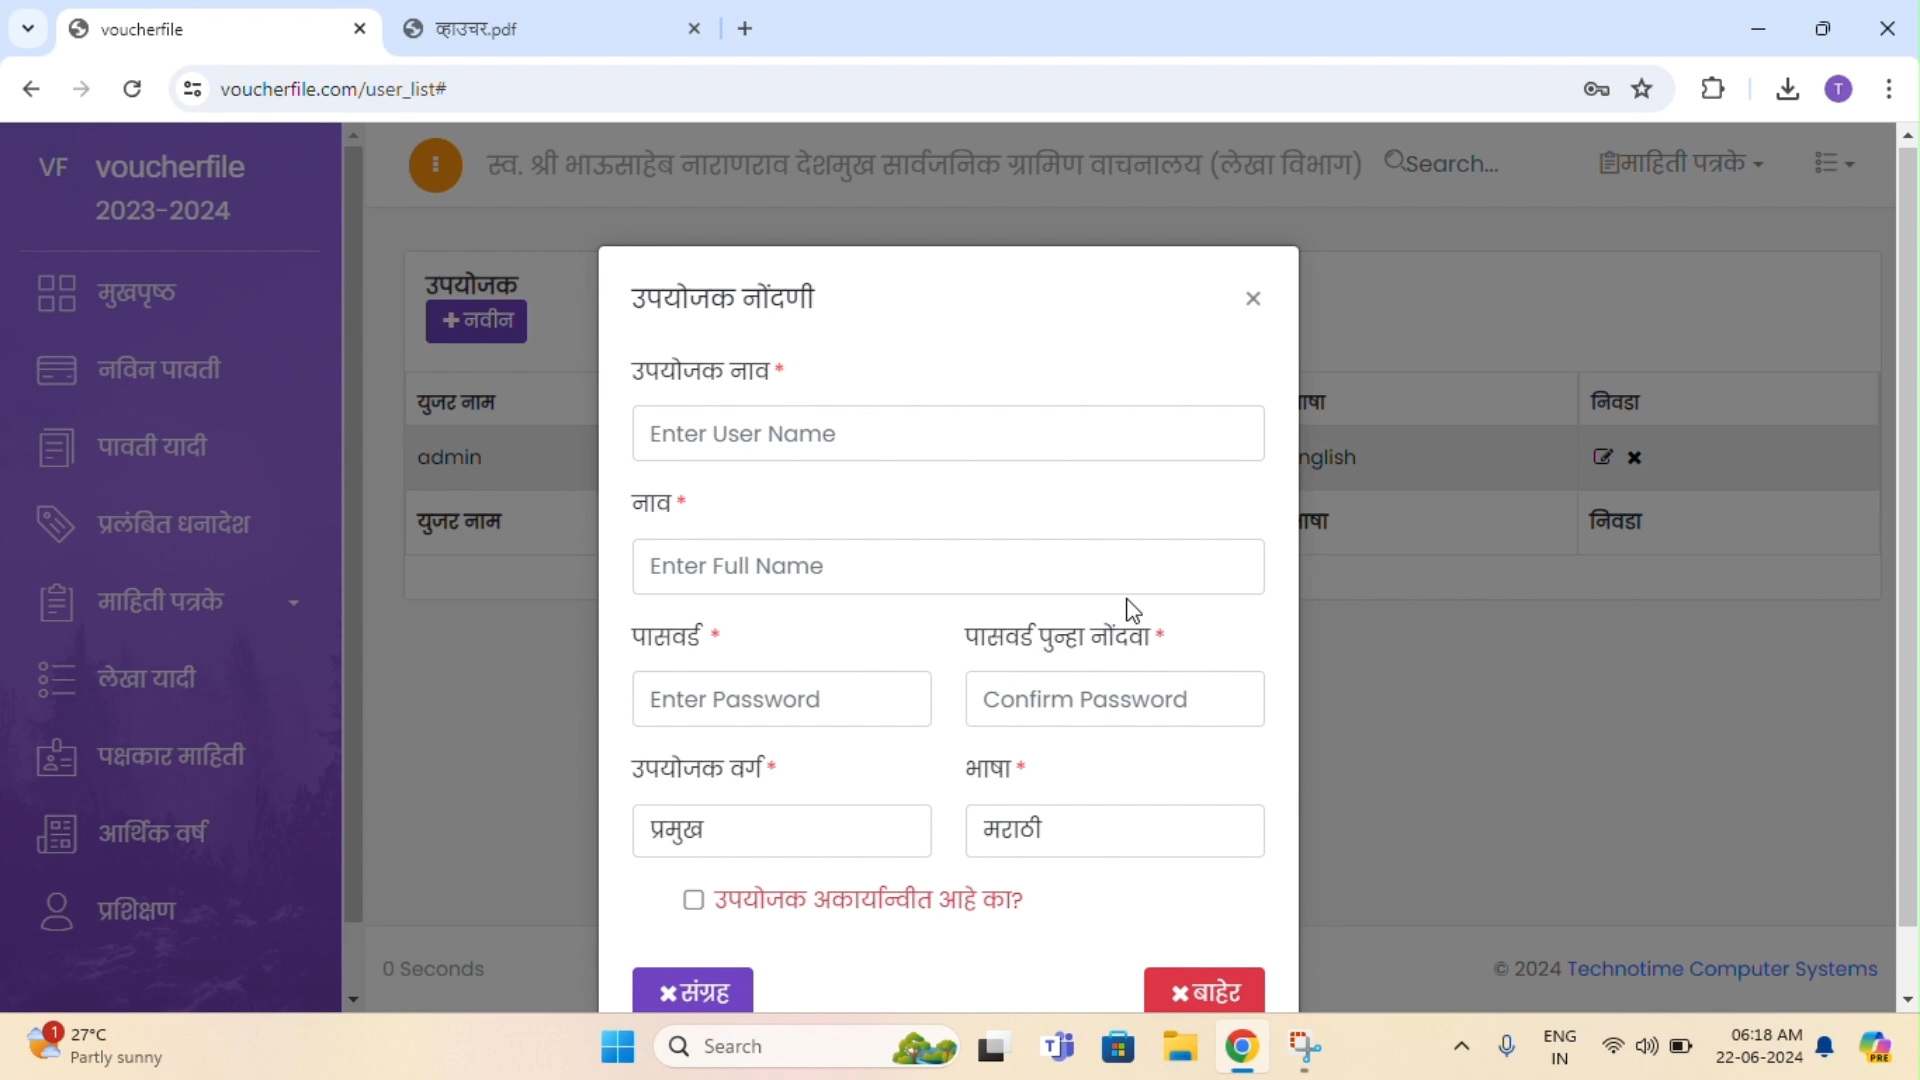 voucherfile
व्हाउचर.pdf
voucherfile.com/user_list#
T
VF voucherfile
2023-2024
मुखपृष्ठ
नविन पावती
पावती यादी
प्रलंबित धनादेश
माहिती पत्रके
लेखा यादी
पक्षकार माहिती
आर्थिक वर्ष
प्रशिक्षण
स्व. श्री भाऊसाहेब नाराणराव देशमुख सार्वजनिक ग्रामिण वाचनालय (लेखा विभाग) Search... माहिती पत्रके
उपयोजक
+ नवीन
युजर नाम निवडा
admin
युजर नाम निवडा
उपयोजक नोंदणी ×
उपयोजक नाव *
Enter User Name
नाव *
Enter Full Name
पासवर्ड * पासवर्ड पुन्हा नोंदवा *
Enter Password Confirm Password
उपयोजक वर्ग * भाषा *
प्रमुख मराठी
उपयोजक अकार्यान्वीत आहे का?
×संग्रह ×बाहेर
0 Seconds © 2024 Technotime Computer Systems
1 27°C
Partly sunny
Search
ENG
IN
06:18 AM
22-06-2024
PRE